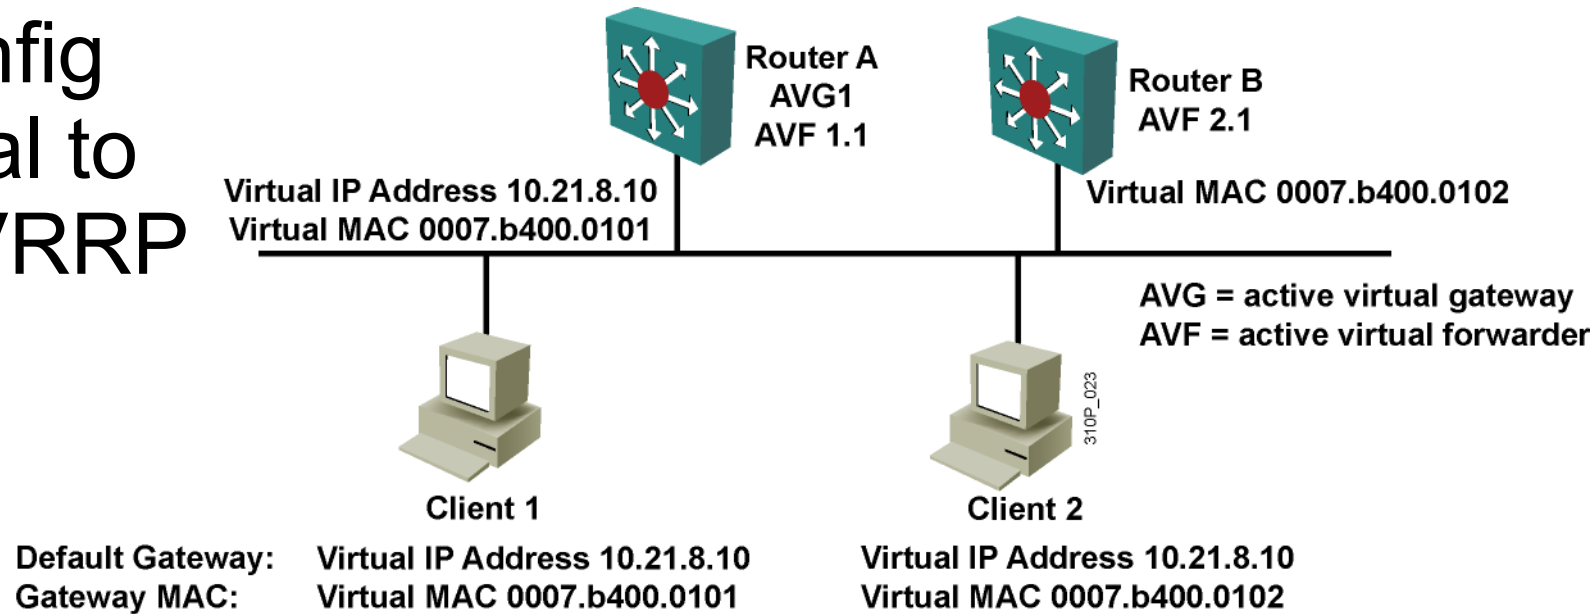 nfig
al to
VRRP
Router A
AVG1
AVF 1.1
Router B
AVF 2.1
Virtual IP Address 10.21.8.10
Virtual MAC 0007.b400.0101
Virtual MAC 0007.b400.0102
AVG = active virtual gateway
AVF = active virtual forwarder
310P_023
Client 1
Client 2
Default Gateway: Virtual IP Address 10.21.8.10 Virtual IP Address 10.21.8.10
Gateway MAC: Virtual MAC 0007.b400.0101 Virtual MAC 0007.b400.0102